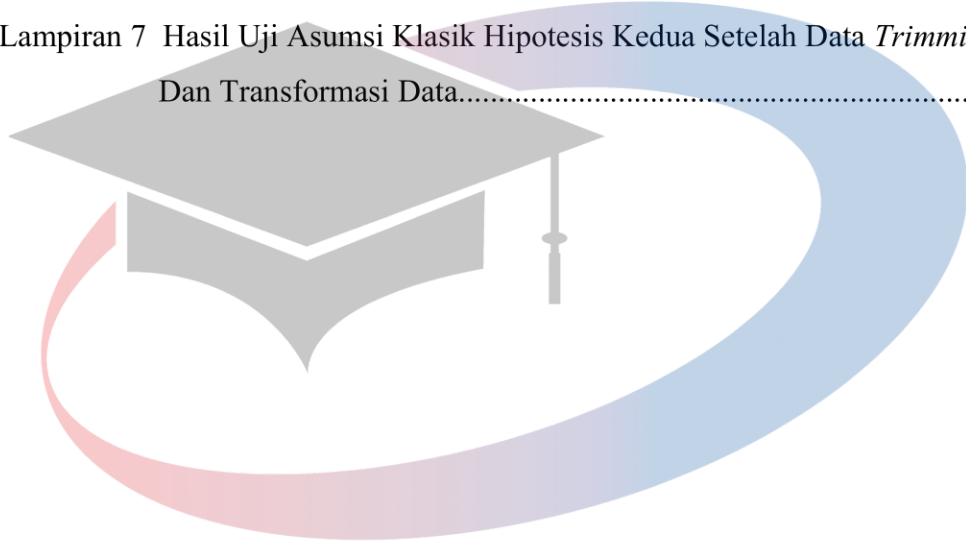 Lampiran 7 Hasil Uji Asumsi Klasik Hipotesis Kedua Setelah Data Trimmi
Dan Transformasi Data................................................................